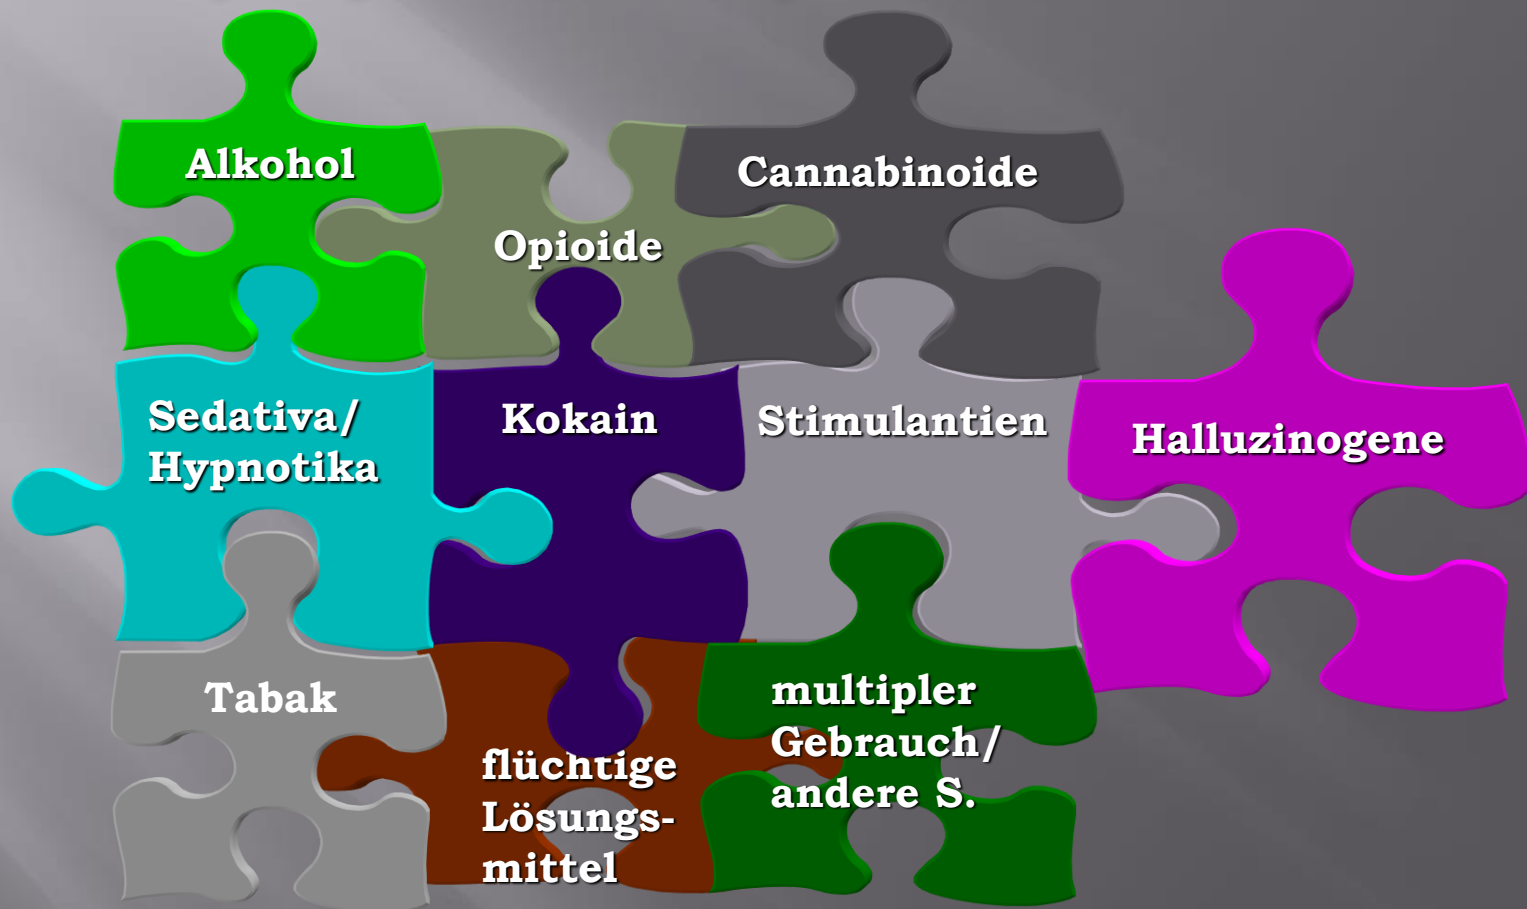 Alkohol
Opioide
Cannabinoide
Sedativa/
Hypnotika
Kokain
Stimulantien
Halluzinogene
Tabak
flüchtige
Lösungs-
mittel
multipler
Gebrauch/
andere S.